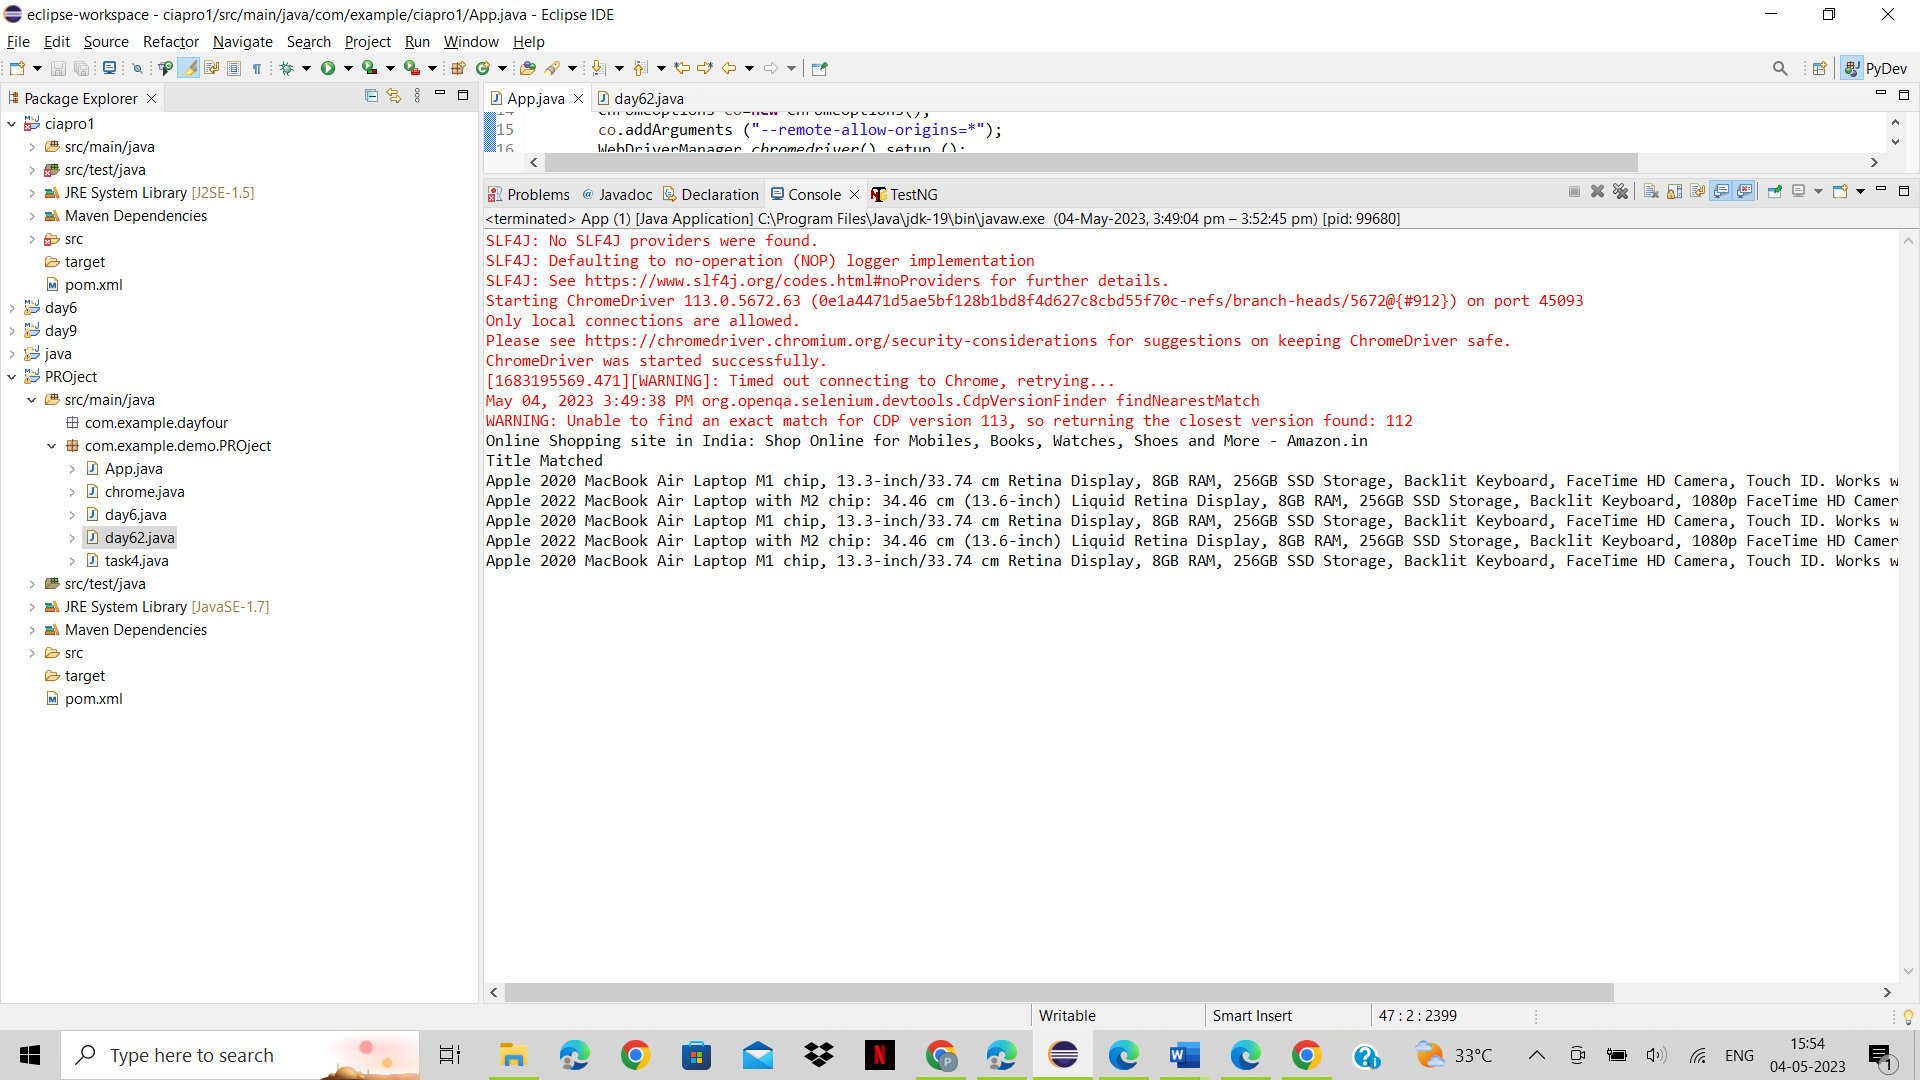 eclipse-workspace - ciapro1/src/main/java/com/example/ciapro1/App.java - Eclipse IDE
File Edit Source Refactor Navigate Search Project Run Window Help
PyDev
Package Explorer
ciapro1
src/main/java
src/test/java
JRE System Library [J2SE-1.5]
Maven Dependencies
src
target
pom.xml
day6
day9
java
PROject
src/main/java
com.example.dayfour
com.example.demo.PROject
App.java
chrome.java
day6.java
day62.java
task4.java
src/test/java
JRE System Library [JavaSE-1.7]
Maven Dependencies
src
target
pom.xml
App.java day62.java
14 ChromeOptions co=new ChromeOptions();
15 co.addArguments ("--remote-allow-origins=*");
16 WebDriverManager.chromedriver().setup ();
Problems Javadoc Declaration Console TestNG
<terminated> App (1) [Java Application] C:\Program Files\Java\jdk-19\bin\javaw.exe (04-May-2023, 3:49:04 pm – 3:52:45 pm) [pid: 99680]
SLF4J: No SLF4J providers were found.
SLF4J: Defaulting to no-operation (NOP) logger implementation
SLF4J: See https://www.slf4j.org/codes.html#noProviders for further details.
Starting ChromeDriver 113.0.5672.63 (0e1a4471d5ae5bf128b1bd8f4d627c8cbd55f70c-refs/branch-heads/5672@{#912}) on port 45093
Only local connections are allowed.
Please see https://chromedriver.chromium.org/security-considerations for suggestions on keeping ChromeDriver safe.
ChromeDriver was started successfully.
[1683195569.471][WARNING]: Timed out connecting to Chrome, retrying...
May 04, 2023 3:49:38 PM org.openqa.selenium.devtools.CdpVersionFinder findNearestMatch
WARNING: Unable to find an exact match for CDP version 113, so returning the closest version found: 112
Online Shopping site in India: Shop Online for Mobiles, Books, Watches, Shoes and More - Amazon.in
Title Matched
Apple 2020 MacBook Air Laptop M1 chip, 13.3-inch/33.74 cm Retina Display, 8GB RAM, 256GB SSD Storage, Backlit Keyboard, FaceTime HD Camera, Touch ID. Works w
Apple 2022 MacBook Air Laptop with M2 chip: 34.46 cm (13.6-inch) Liquid Retina Display, 8GB RAM, 256GB SSD Storage, Backlit Keyboard, 1080p FaceTime HD Camer
Apple 2020 MacBook Air Laptop M1 chip, 13.3-inch/33.74 cm Retina Display, 8GB RAM, 256GB SSD Storage, Backlit Keyboard, FaceTime HD Camera, Touch ID. Works w
Apple 2022 MacBook Air Laptop with M2 chip: 34.46 cm (13.6-inch) Liquid Retina Display, 8GB RAM, 256GB SSD Storage, Backlit Keyboard, 1080p FaceTime HD Camer
Apple 2020 MacBook Air Laptop M1 chip, 13.3-inch/33.74 cm Retina Display, 8GB RAM, 256GB SSD Storage, Backlit Keyboard, FaceTime HD Camera, Touch ID. Works w
Writable Smart Insert 47 : 2 : 2399
Type here to search
33°C ENG 15:54
04-05-2023
1